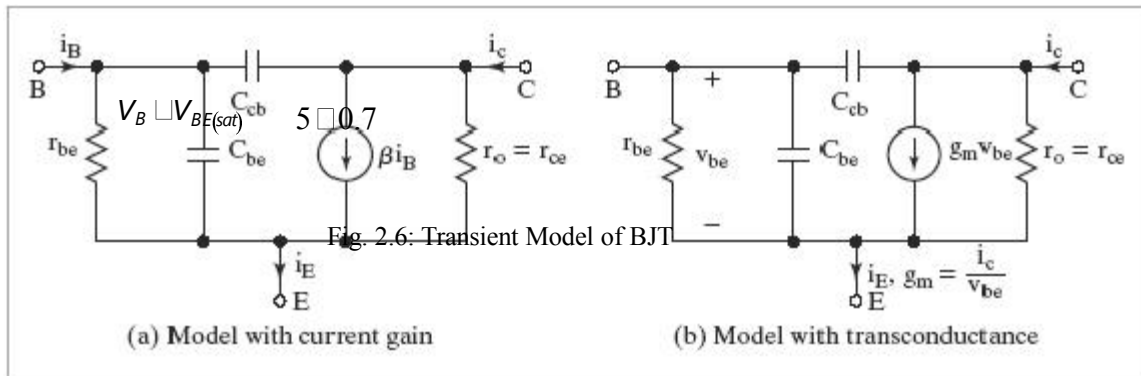 i_B
i_c
B
C
C_cb
V_B □V_BE(sat)
5 □0.7
r_be
C_be
βi_B
r_o = r_ce
i_E
E
(a) Model with current gain
Fig. 2.6: Transient Model of BJT
i_c
B
C
+
C_cb
r_be
v_be
C_be
g_m v_be
r_o = r_ce
−
i_E, g_m = i_c / v_be
E
(b) Model with transconductance